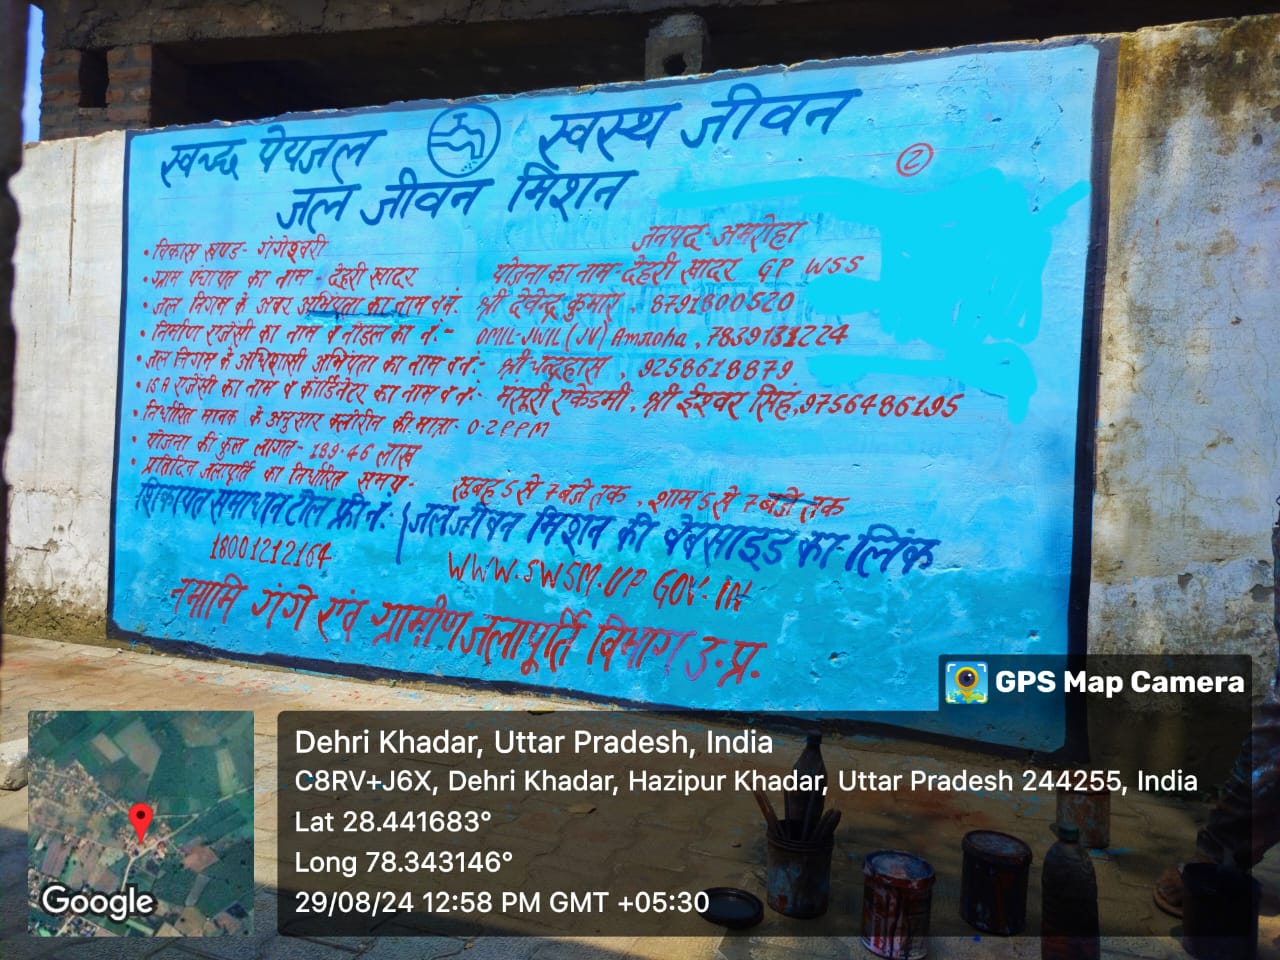 स्वच्छ पेयजल स्वस्थ जीवन
जल जीवन मिशन
2
जनपद-अमरोहा
• विकास खण्ड- गंगेश्वरी
• ग्राम पंचायत का नाम - देहरी खादर योजना का नाम-देहरी खादर GP WSS
• जल निगम के अवर अभियंता का नाम व नं. श्री देवेन्द्र कुमार, 8791800520
• निर्माण एजेंसी का नाम व नोडल का नं:- OMIL-JWIL (JV) Amroha, 7839131224
• जल निगम के अधिशासी अभियंता का नाम व नं:- श्री चन्द्रहास, 9258618879
• ISA एजेंसी का नाम व कोर्डिनेटर का नाम व नं:- मंसूरी एकेडमी, श्री ईश्वर सिंह, 9756486195
• निर्धारित मानक के अनुसार क्लोरीन की मात्रा- 0.2 PPM
• योजना की कुल लागत- 189.46 लाख
• प्रतिदिन जलापूर्ति का निर्धारित समय- सुबह 5 से 7 बजे तक, शाम 5 से 7 बजे तक
शिकायत समाधान टोल फ्री नं. जल जीवन मिशन की वेबसाइड का-लिंक
18001212164 WWW.SWSM.UP GOV.IN
नमामि गंगे एंव ग्रामीण जलापूर्ति विभाग उ.प्र.
GPS Map Camera
Dehri Khadar, Uttar Pradesh, India
C8RV+J6X, Dehri Khadar, Hazipur Khadar, Uttar Pradesh 244255, India
Lat 28.441683°
Long 78.343146°
29/08/24 12:58 PM GMT +05:30
Google